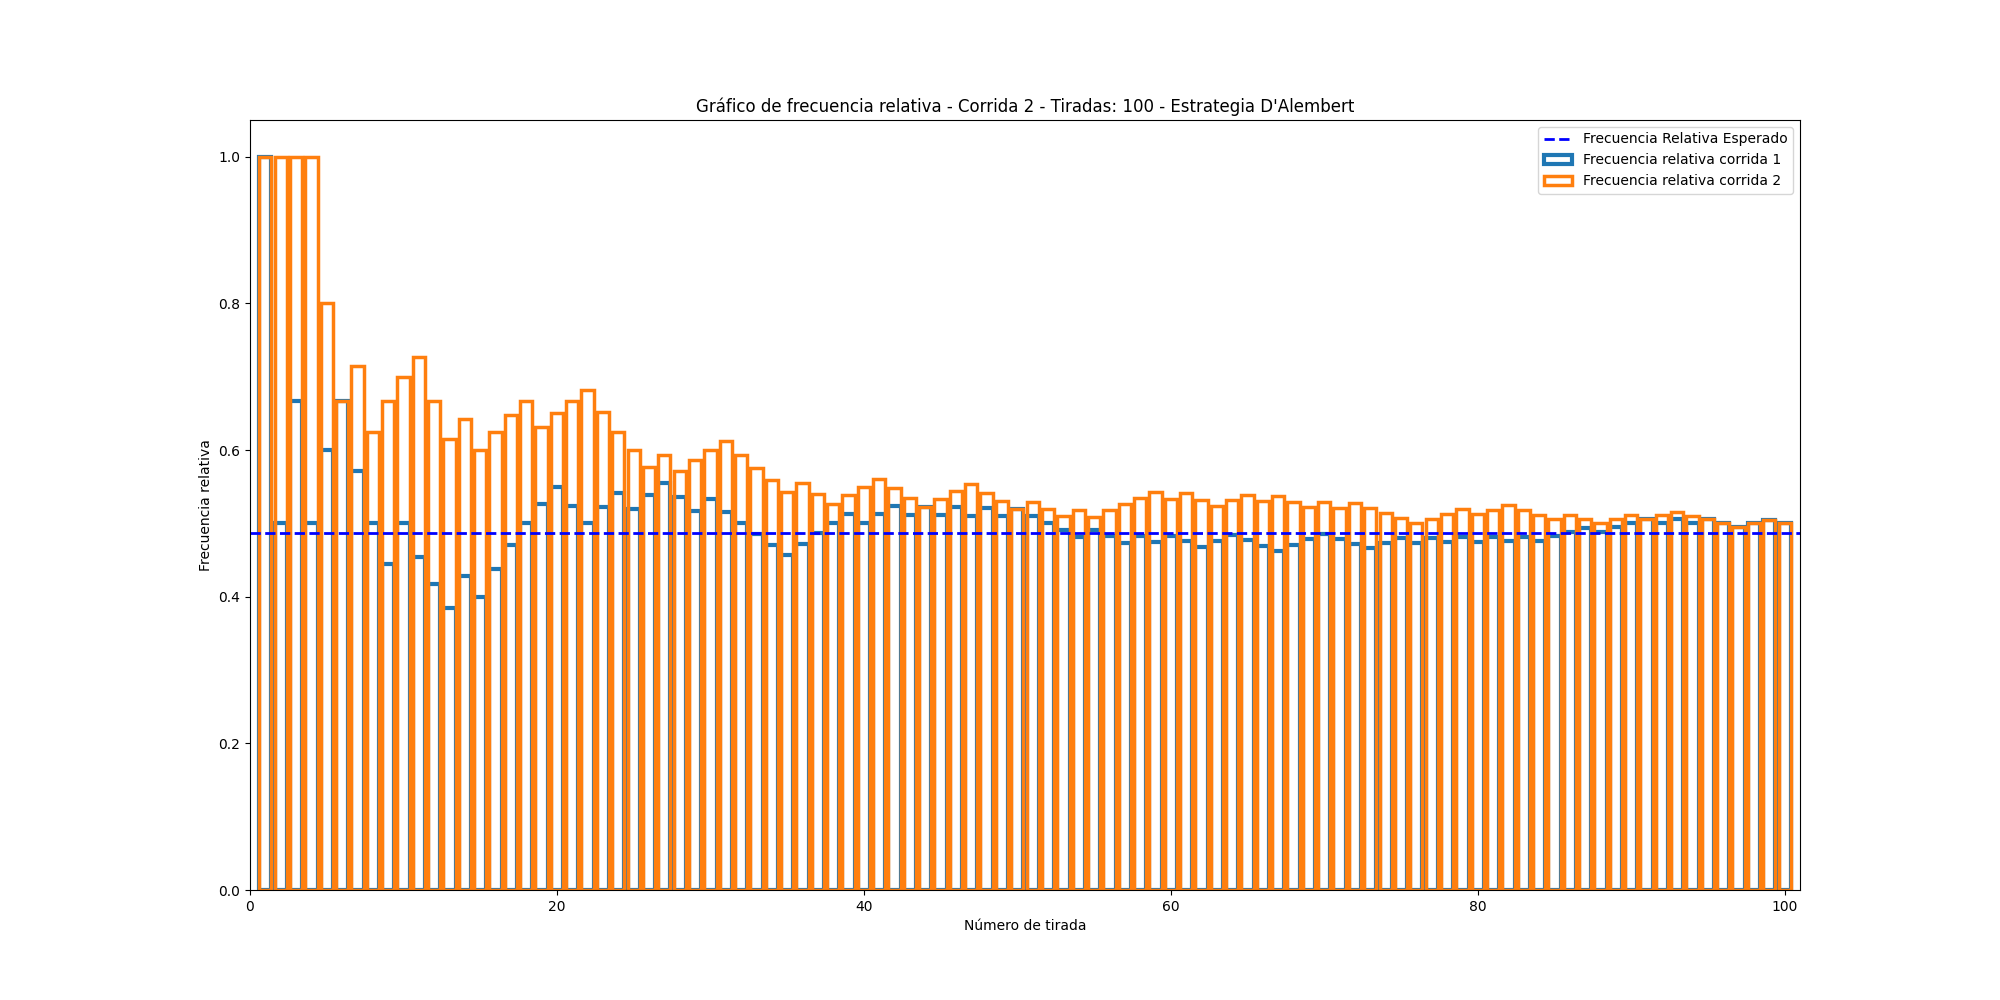 Gráfico de frecuencia relativa - Corrida 2 - Tiradas: 100 - Estrategia D'Alembert
Frecuencia Relativa Esperado
Frecuencia relativa corrida 1
Frecuencia relativa corrida 2
1.0
0.8
0.6
0.4
0.2
0.0
Frecuencia relativa
0 20 40 60 80 100
Número de tirada